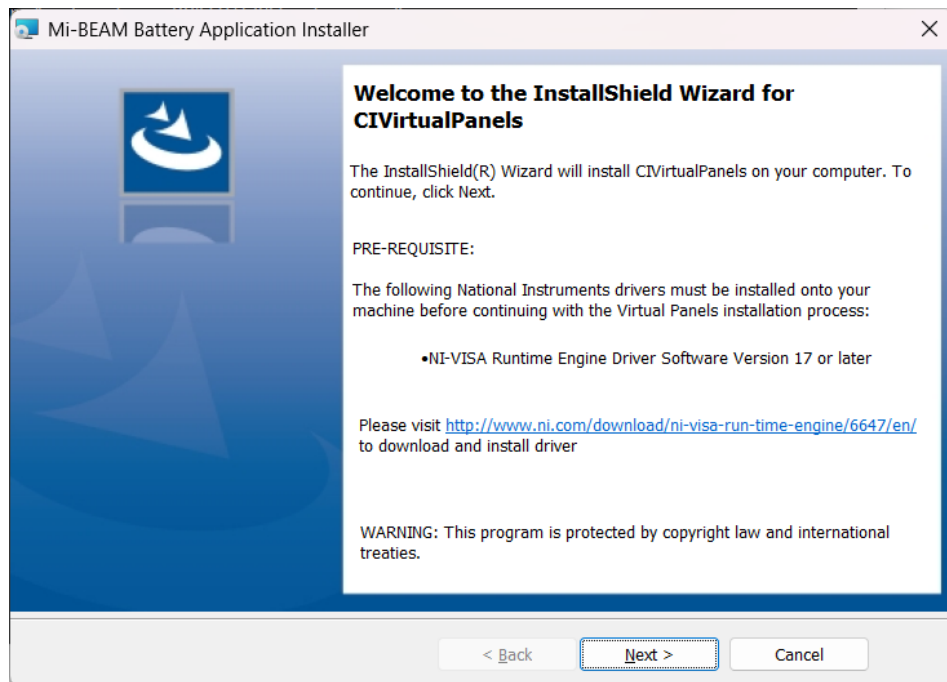 Mi-BEAM Battery Application Installer
Welcome to the InstallShield Wizard for
CIVirtualPanels
The InstallShield(R) Wizard will install CIVirtualPanels on your computer. To
continue, click Next.
PRE-REQUISITE:
The following National Instruments drivers must be installed onto your
machine before continuing with the Virtual Panels installation process:
•NI-VISA Runtime Engine Driver Software Version 17 or later
Please visit http://www.ni.com/download/ni-visa-run-time-engine/6647/en/
to download and install driver
WARNING: This program is protected by copyright law and international
treaties.
< Back Next > Cancel